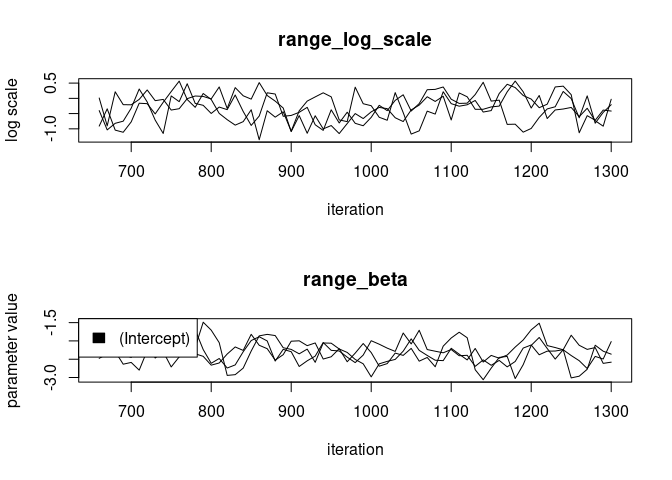 range_log_scale
log scale
0.5
-1.0
700 800 900 1000 1100 1200 1300
iteration
range_beta
parameter value
-1.5
-3.0
(Intercept)
700 800 900 1000 1100 1200 1300
iteration